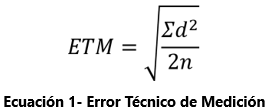 ETM = √(Σd²/2n)
Ecuación 1- Error Técnico de Medición